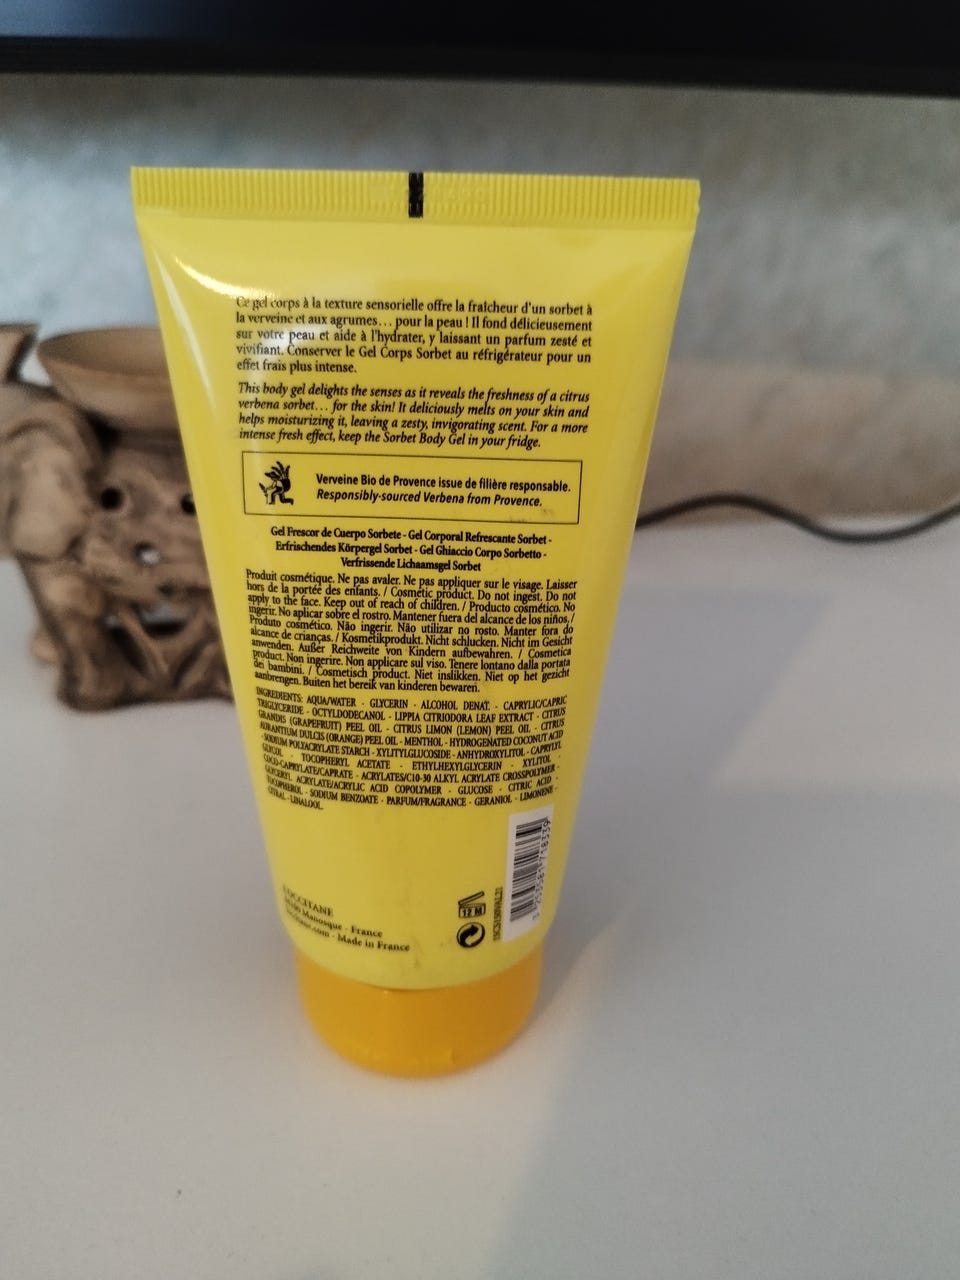 Ce gel corps à la texture sensorielle offre la fraîcheur d'un sorbet à
la verveine et aux agrumes... pour la peau ! Il fond délicieusement
sur votre peau et aide à l'hydrater, y laissant un parfum zesté et
vivifiant. Conserver le Gel Corps Sorbet au réfrigérateur pour un
effet frais plus intense.
This body gel delights the senses as it reveals the freshness of a citrus
verbena sorbet... for the skin! It deliciously melts on your skin and
helps moisturizing it, leaving a zesty, invigorating scent. For a more
intense fresh effect, keep the Sorbet Body Gel in your fridge.
Verveine Bio de Provence issue de filière responsable.
Responsibly-sourced Verbena from Provence.
Gel Frescor de Cuerpo Sorbete - Gel Corporal Refrescante Sorbet -
Erfrischendes Körpergel Sorbet - Gel Ghiaccio Corpo Sorbetto -
Verfrissende Lichaamsgel Sorbet
Produit cosmétique. Ne pas avaler. Ne pas appliquer sur le visage. Laisser
hors de la portée des enfants. / Cosmetic product. Do not ingest. Do not
apply to the face. Keep out of reach of children. / Producto cosmético. No
ingerir. No aplicar sobre el rostro. Mantener fuera del alcance de los niños. /
Produto cosmético. Não ingerir. Não utilizar no rosto. Manter fora do
alcance de crianças. / Kosmetikprodukt. Nicht schlucken. Nicht im Gesicht
anwenden. Außer Reichweite von Kindern aufbewahren. / Cosmetica
product. Non ingerire. Non applicare sul viso. Tenere lontano dalla portata
dei bambini. / Cosmetisch product. Niet inslikken. Niet op het gezicht
aanbrengen. Buiten het bereik van kinderen bewaren.
INGREDIENTS: AQUA/WATER - GLYCERIN - ALCOHOL DENAT. - CAPRYLIC/CAPRIC
TRIGLYCERIDE - OCTYLDODECANOL - LIPPIA CITRIODORA LEAF EXTRACT - CITRUS
GRANDIS (GRAPEFRUIT) PEEL OIL - CITRUS LIMON (LEMON) PEEL OIL - CITRUS
AURANTIUM DULCIS (ORANGE) PEEL OIL - MENTHOL - HYDROGENATED COCONUT ACID
- SODIUM POLYACRYLATE STARCH - XYLITYLGLUCOSIDE - ANHYDROXYLITOL - CAPRYLYL
GLYCOL - TOCOPHERYL ACETATE - ETHYLHEXYLGLYCERIN - XYLITOL -
COCO-CAPRYLATE/CAPRATE - ACRYLATES/C10-30 ALKYL ACRYLATE CROSSPOLYMER -
GLYCERYL ACRYLATE/ACRYLIC ACID COPOLYMER - GLUCOSE - CITRIC ACID -
TOCOPHEROL - SODIUM BENZOATE - PARFUM/FRAGRANCE - GERANIOL - LIMONENE -
CITRAL - LINALOOL.
L'OCCITANE
Manosque - France
- Made in France
12 M
3 253581 718339